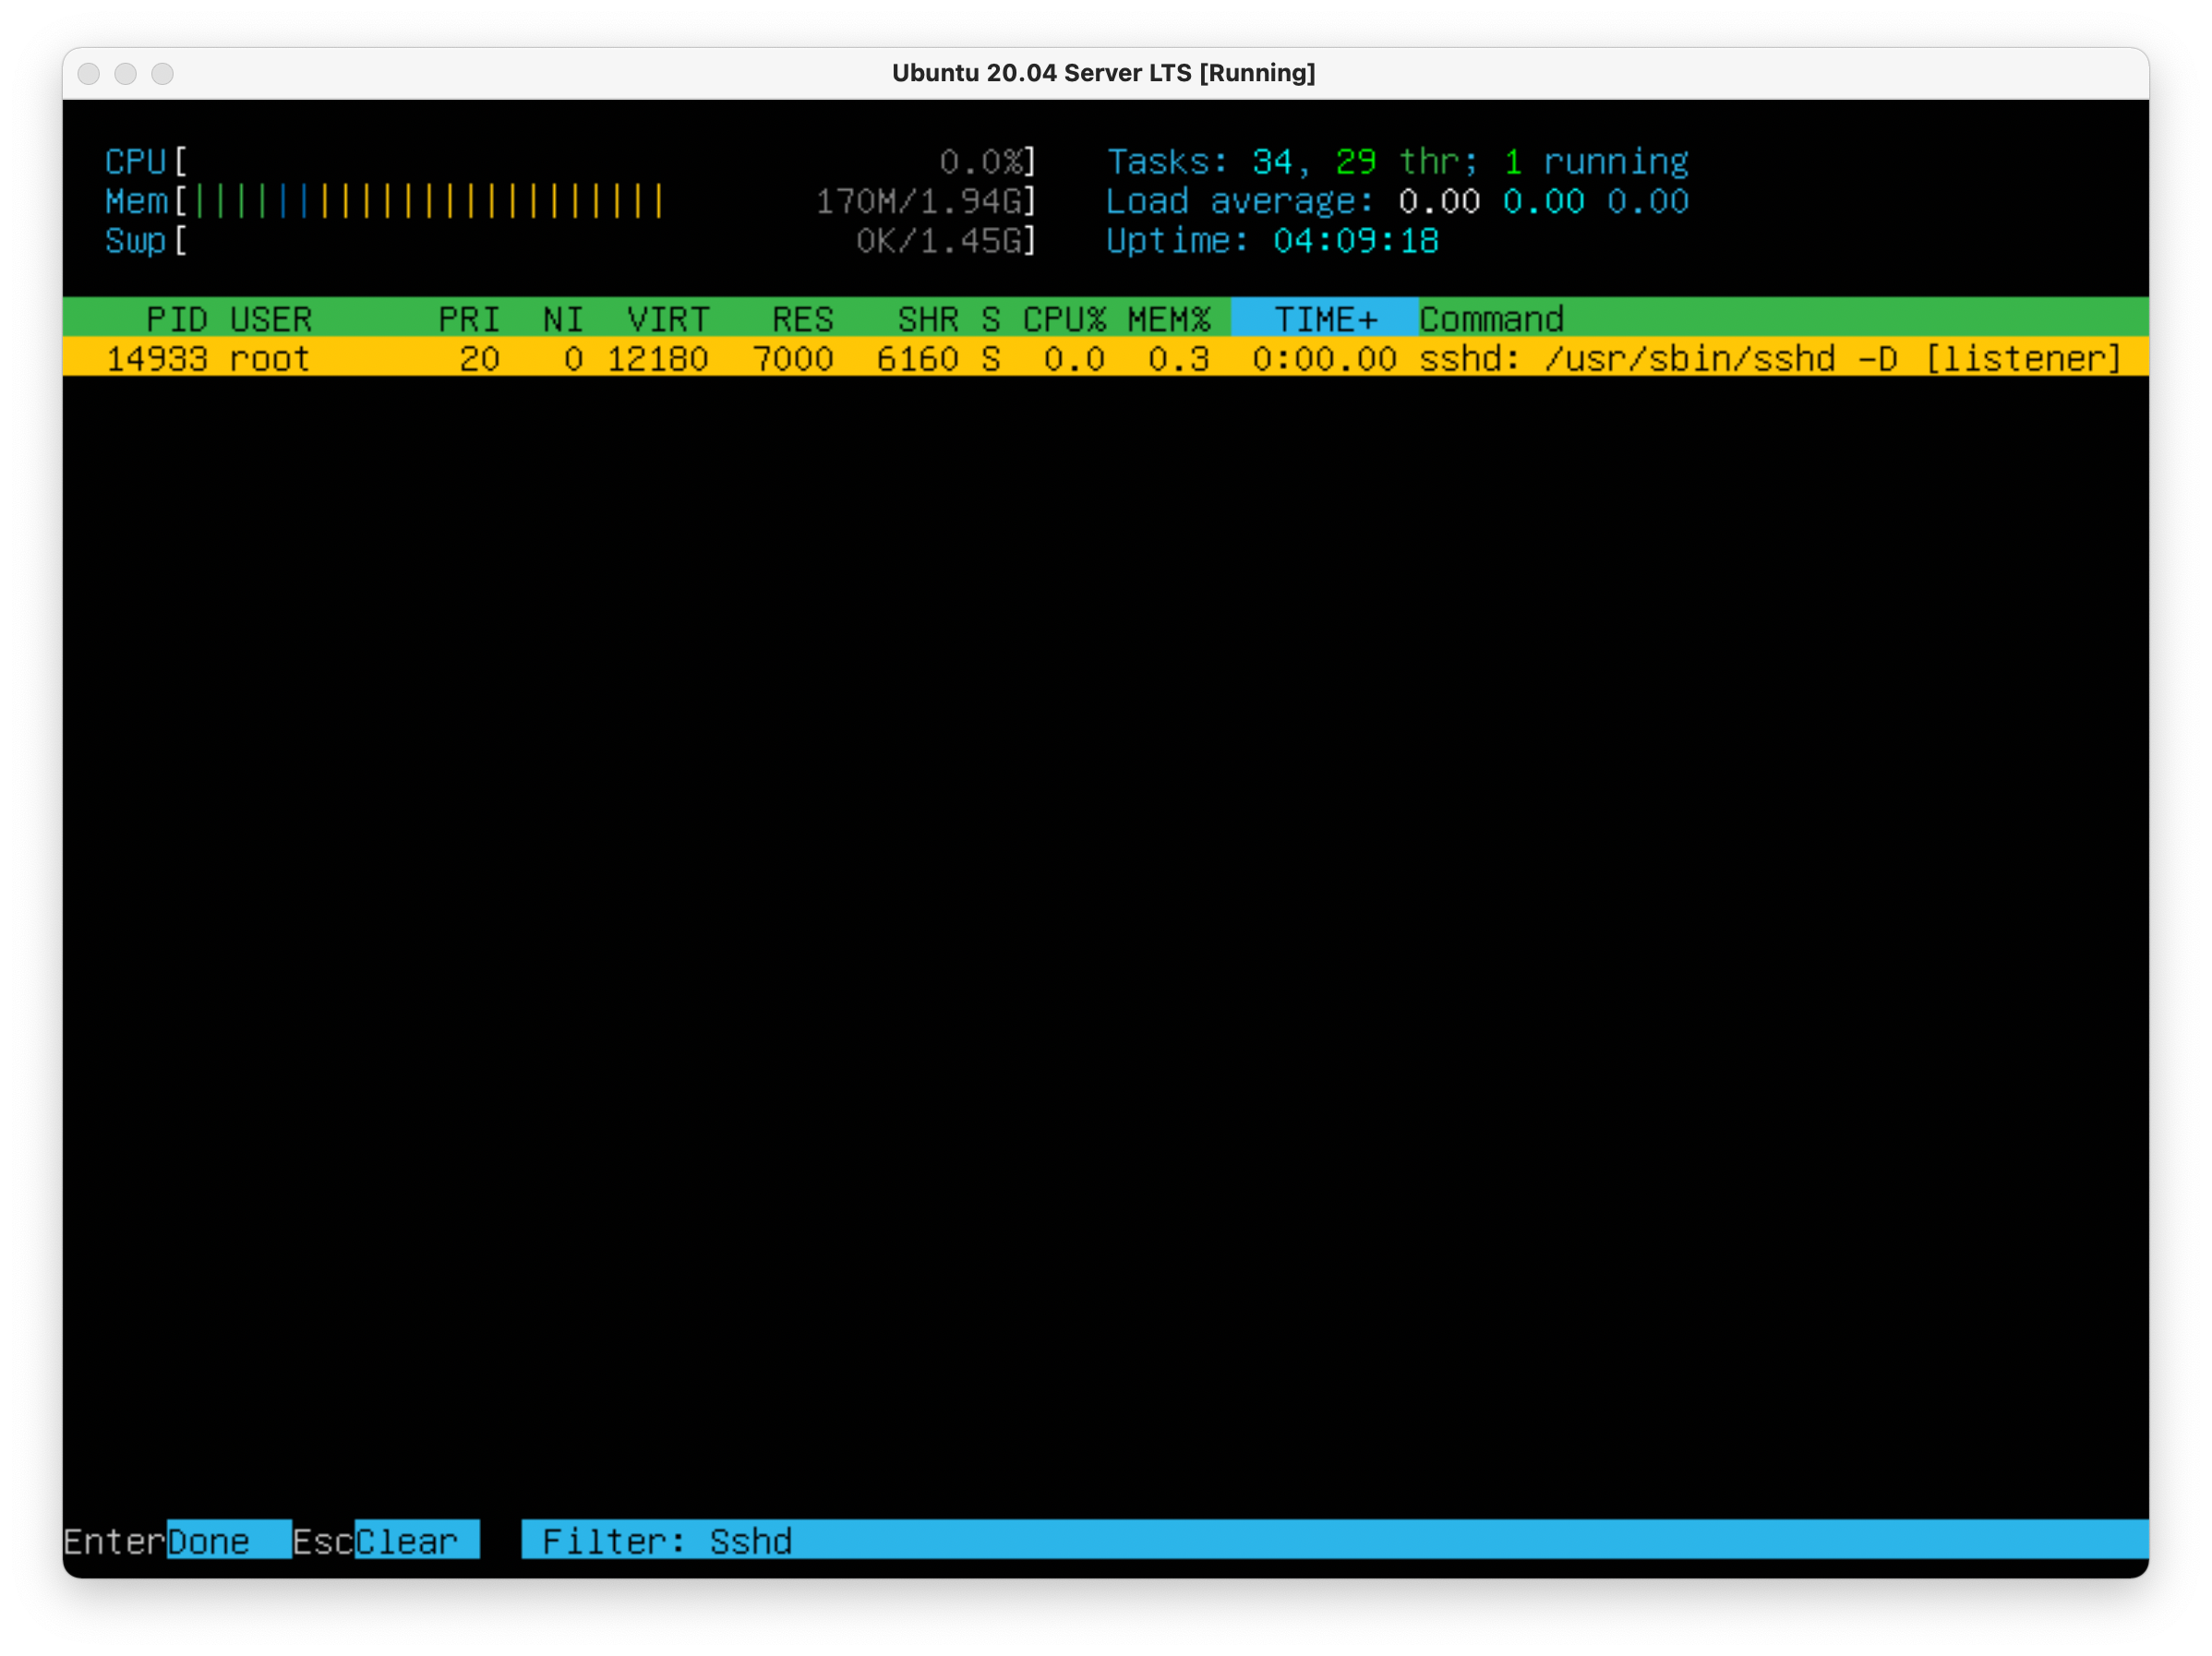 Ubuntu 20.04 Server LTS [Running]
CPU[ 0.0%] Tasks: 34, 29 thr; 1 running
Mem[|||||||||||||||||||||||170M/1.94G] Load average: 0.00 0.00 0.00
Swp[ 0K/1.45G] Uptime: 04:09:18
PID USER PRI NI VIRT RES SHR S CPU% MEM% TIME+ Command
14933 root 20 0 12180 7000 6160 S 0.0 0.3 0:00.00 sshd: /usr/sbin/sshd -D [listener]
EnterDone EscClear Filter: Sshd